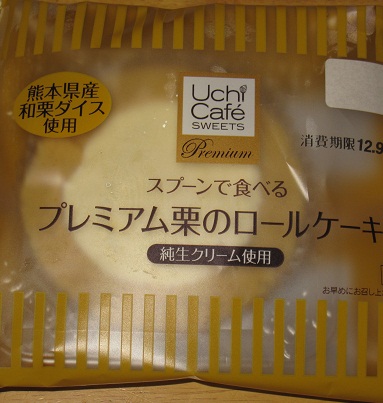 Uchi
Café
SWEETS
Premium
熊本県産
和栗ダイス
使用
消費期限12.9
スプーンで食べる
プレミアム栗のロールケーキ
純生クリーム使用
お早めにお召し上